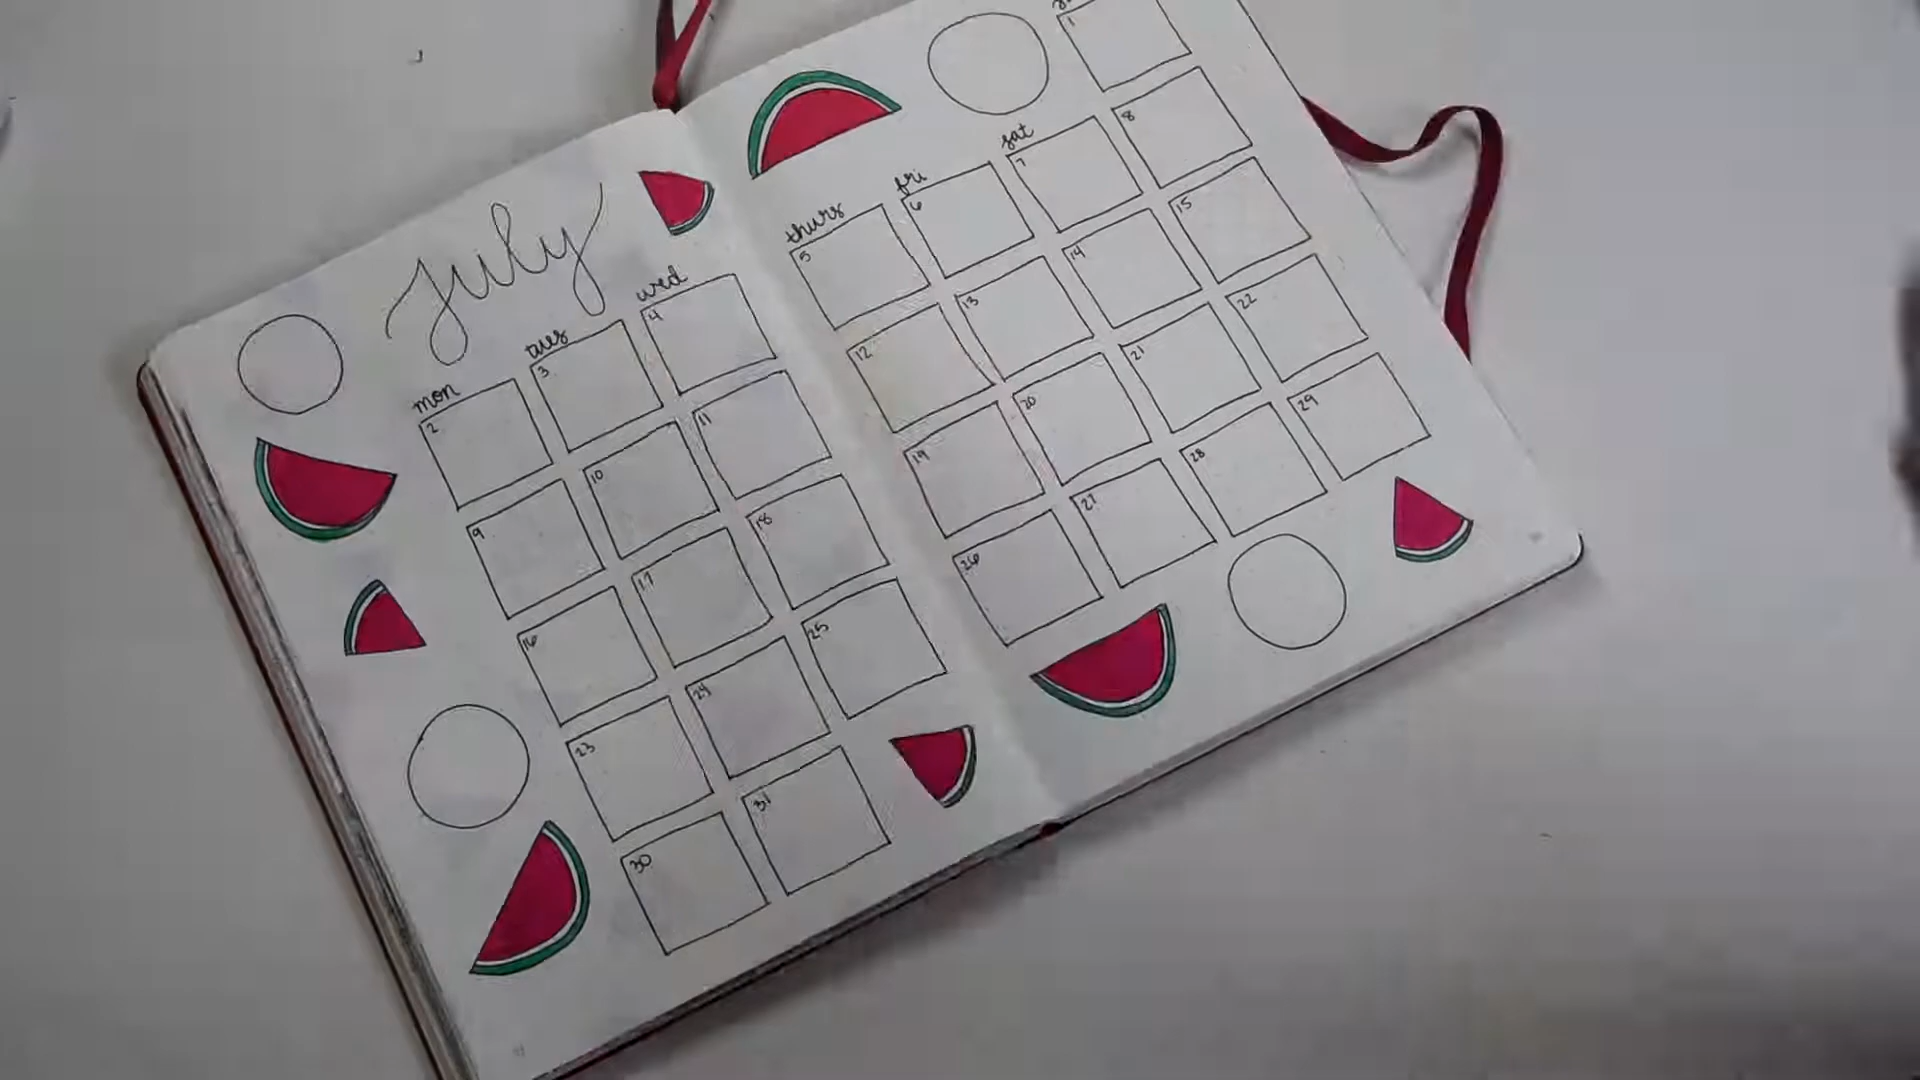 July
mon tues wed thurs fri sat
1
2 3 4 5 6 7 8
9 10 11 12 13 14 15
16 17 18 19 20 21 22
23 24 25 26 27 28 29
30 31